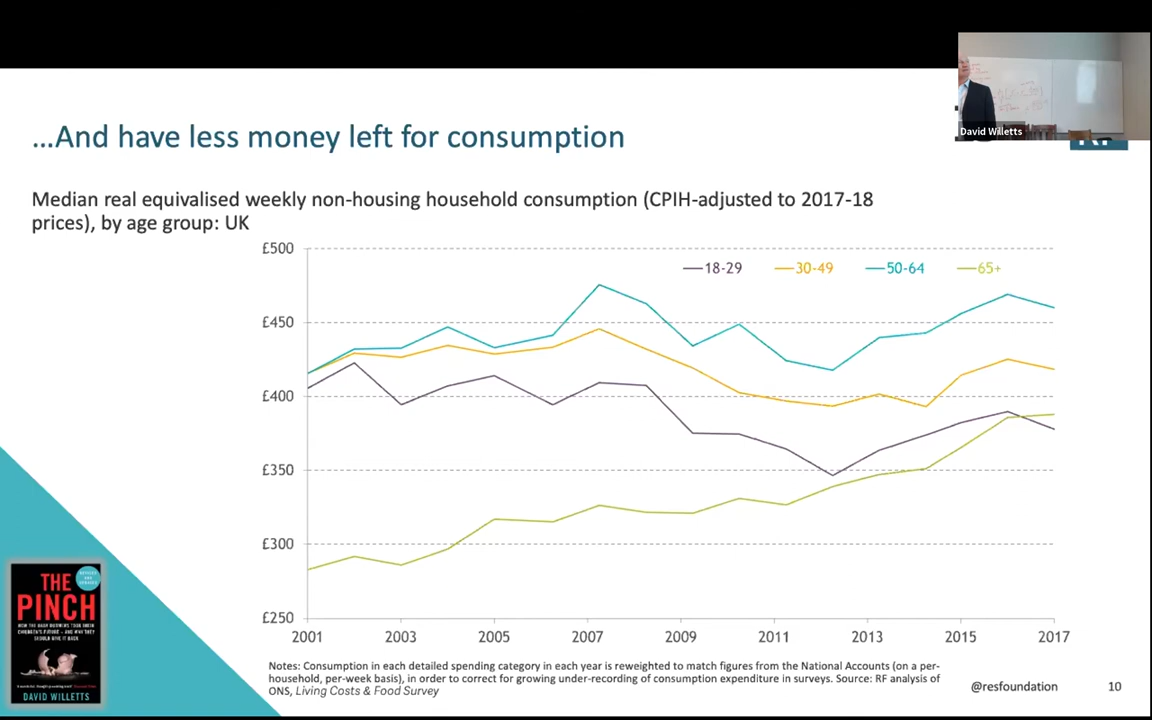 David Willetts
...And have less money left for consumption
Median real equivalised weekly non-housing household consumption (CPIH-adjusted to 2017-18
prices), by age group: UK
£500
18-29 30-49 50-64 65+
£450
£400
£350
£300
£250
2001 2003 2005 2007 2009 2011 2013 2015 2017
Notes: Consumption in each detailed spending category in each year is reweighted to match figures from the National Accounts (on a per-
household, per-week basis), in order to correct for growing under-recording of consumption expenditure in surveys. Source: RF analysis of
ONS, Living Costs & Food Survey
@resfoundation 10
THE
PINCH
HOW THE BABY BOOMERS TOOK THEIR
CHILDREN'S FUTURE - AND WHY THEY
SHOULD GIVE IT BACK
DAVID WILLETTS